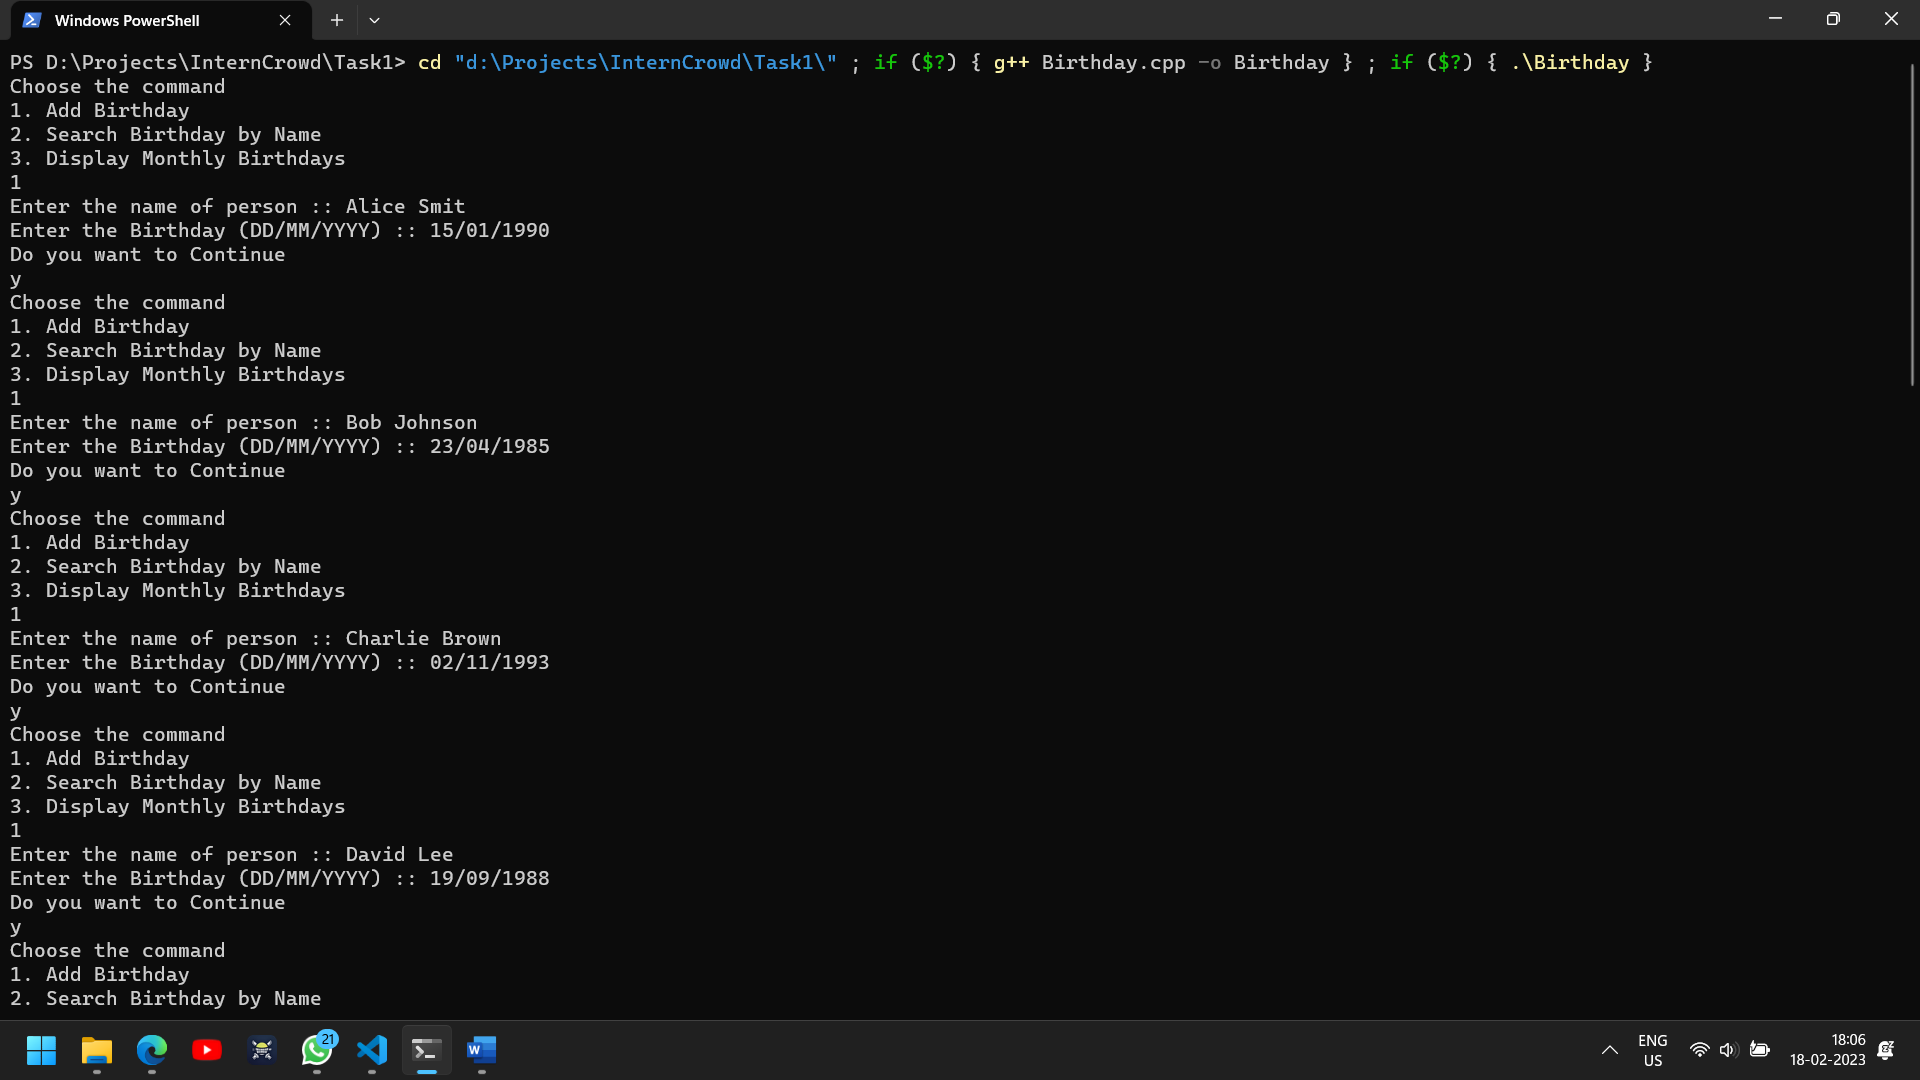 Windows PowerShell
PS D:\Projects\InternCrowd\Task1> cd "d:\Projects\InternCrowd\Task1\" ; if ($?) { g++ Birthday.cpp -o Birthday } ; if ($?) { .\Birthday }
Choose the command
1. Add Birthday
2. Search Birthday by Name
3. Display Monthly Birthdays
1
Enter the name of person :: Alice Smit
Enter the Birthday (DD/MM/YYYY) :: 15/01/1990
Do you want to Continue
y
Choose the command
1. Add Birthday
2. Search Birthday by Name
3. Display Monthly Birthdays
1
Enter the name of person :: Bob Johnson
Enter the Birthday (DD/MM/YYYY) :: 23/04/1985
Do you want to Continue
y
Choose the command
1. Add Birthday
2. Search Birthday by Name
3. Display Monthly Birthdays
1
Enter the name of person :: Charlie Brown
Enter the Birthday (DD/MM/YYYY) :: 02/11/1993
Do you want to Continue
y
Choose the command
1. Add Birthday
2. Search Birthday by Name
3. Display Monthly Birthdays
1
Enter the name of person :: David Lee
Enter the Birthday (DD/MM/YYYY) :: 19/09/1988
Do you want to Continue
y
Choose the command
1. Add Birthday
2. Search Birthday by Name
21
W
ENG
US
18:06
18-02-2023